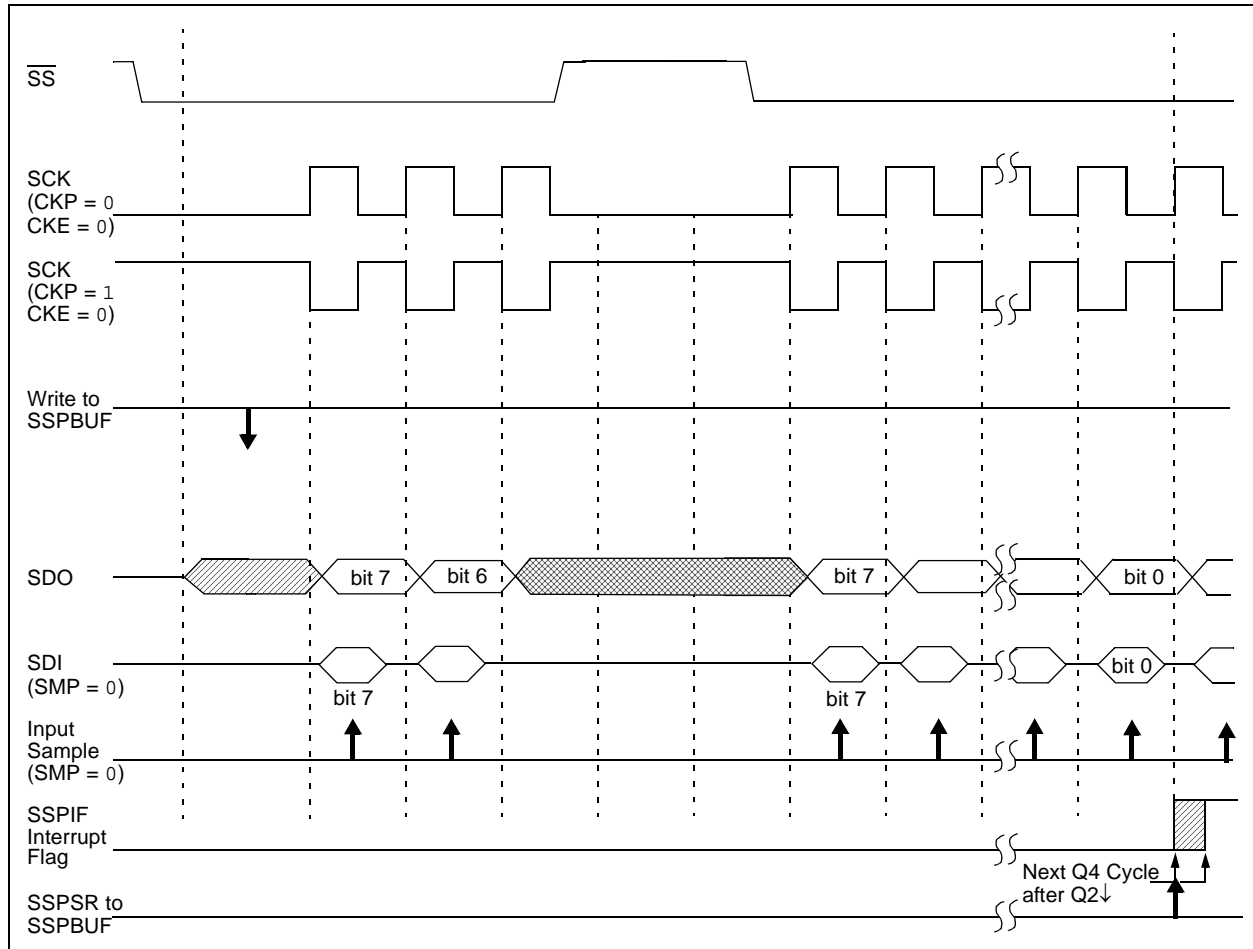 SS
SCK
(CKP = 0
CKE = 0)
SCK
(CKP = 1
CKE = 0)
Write to
SSPBUF
SDO
bit 7
bit 6
bit 7
bit 0
SDI
(SMP = 0)
bit 7
bit 7
bit 0
Input
Sample
(SMP = 0)
SSPIF
Interrupt
Flag
Next Q4 Cycle
after Q2↓
SSPSR to
SSPBUF